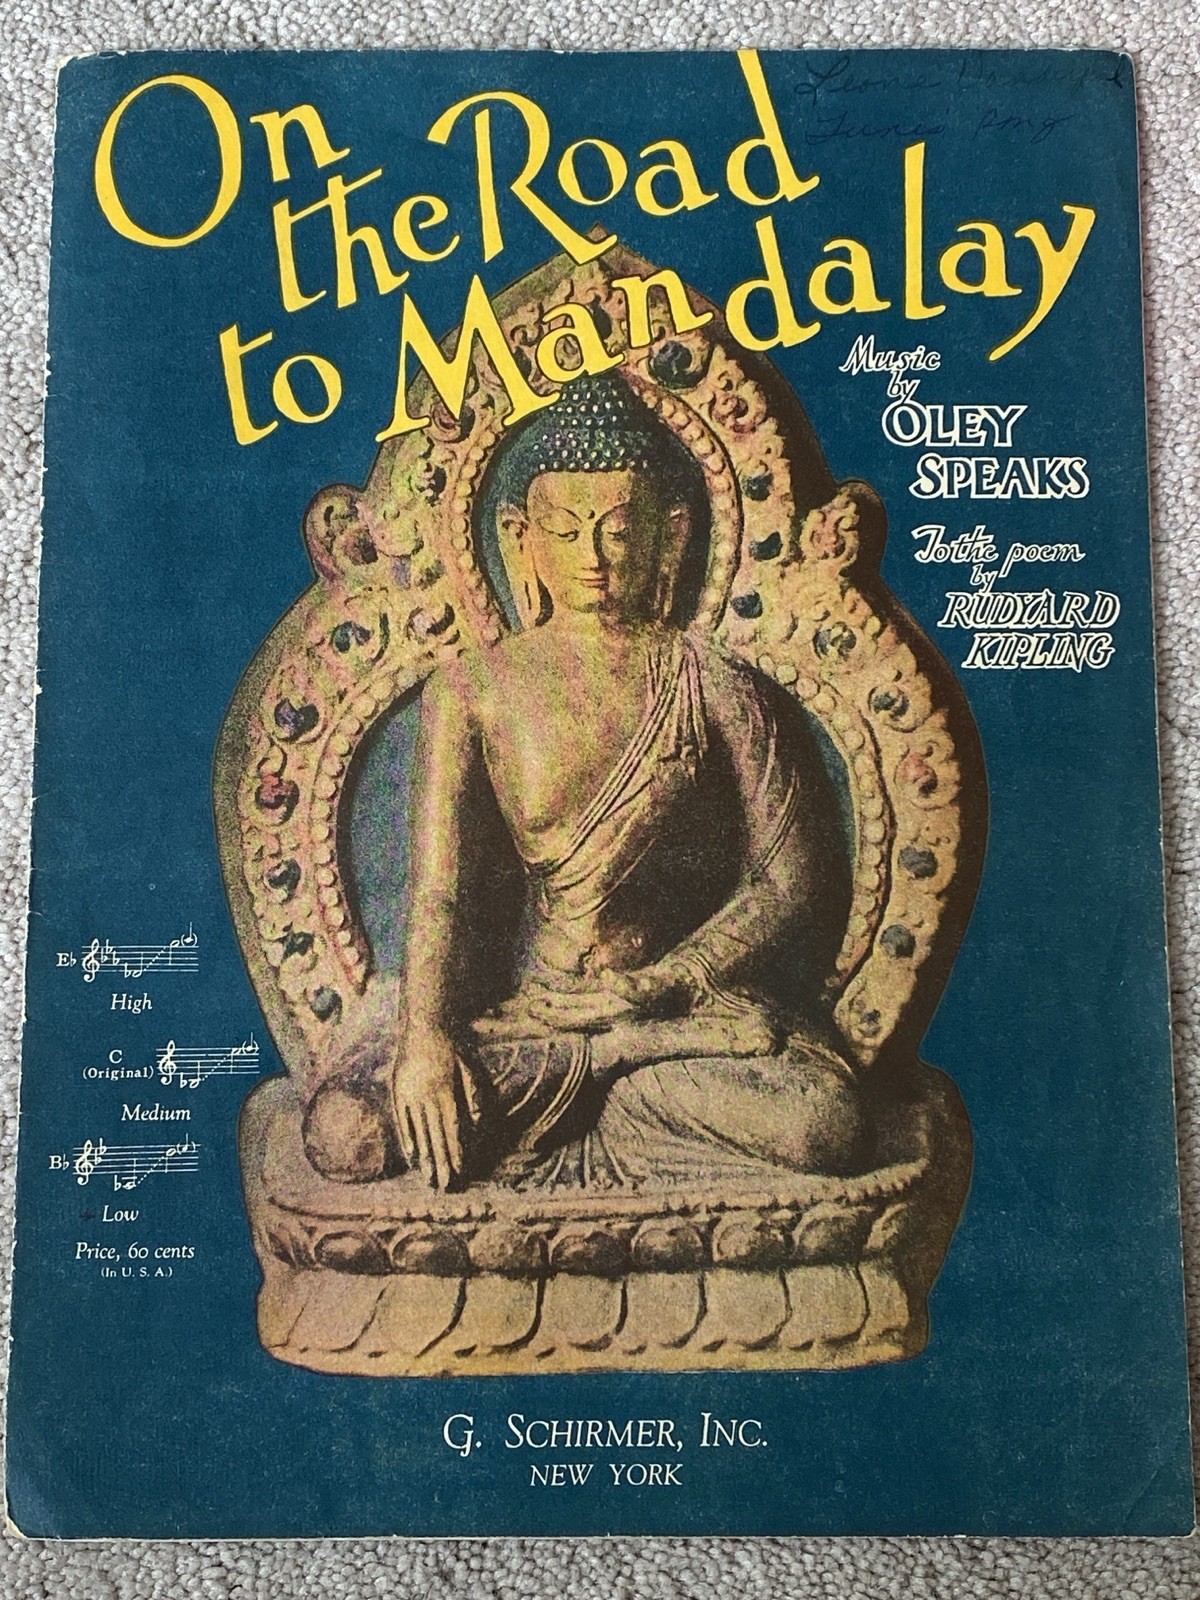 On
the Road
to Mandalay
Leona
Music
by
OLEY
SPEAKS
To the poem
by
RUDYARD
KIPLING
E♭
High
C
(Original)
Medium
B♭
Low
Price, 60 cents
(In U. S. A.)
G. SCHIRMER, INC.
NEW YORK